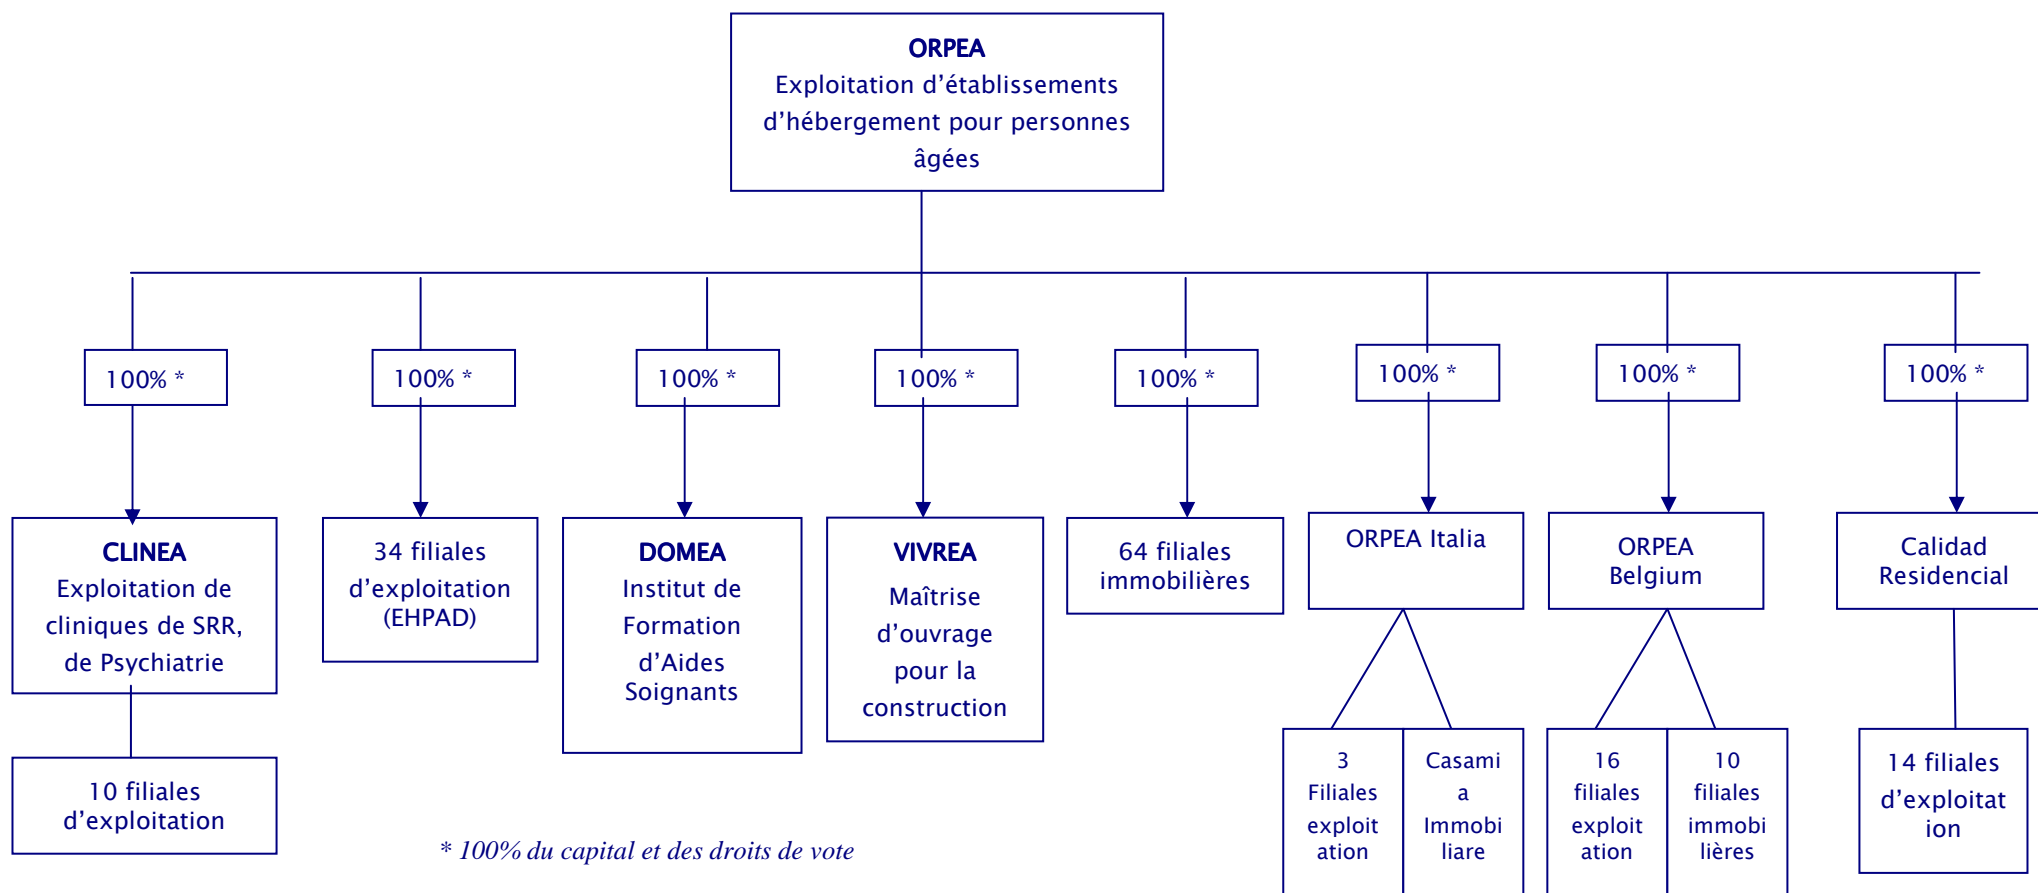 ORPEA
Exploitation d’établissements
d’hébergement pour personnes
âgées
100% *
100% *
100% *
100% *
100% *
100% *
100% *
100% *
CLINEA
Exploitation de
cliniques de SRR,
de Psychiatrie
34 filiales
d’exploitation
(EHPAD)
DOMEA
Institut de
Formation
d’Aides
Soignants
VIVREA
Maîtrise
d’ouvrage
pour la
construction
64 filiales
immobilières
ORPEA Italia
ORPEA
Belgium
Calidad
Residencial
10 filiales
d’exploitation
3
Filiales
exploit
ation
Casami
a
Immobi
liare
16
filiales
exploit
ation
10
filiales
immobi
lières
14 filiales
d’exploitat
ion
* 100% du capital et des droits de vote